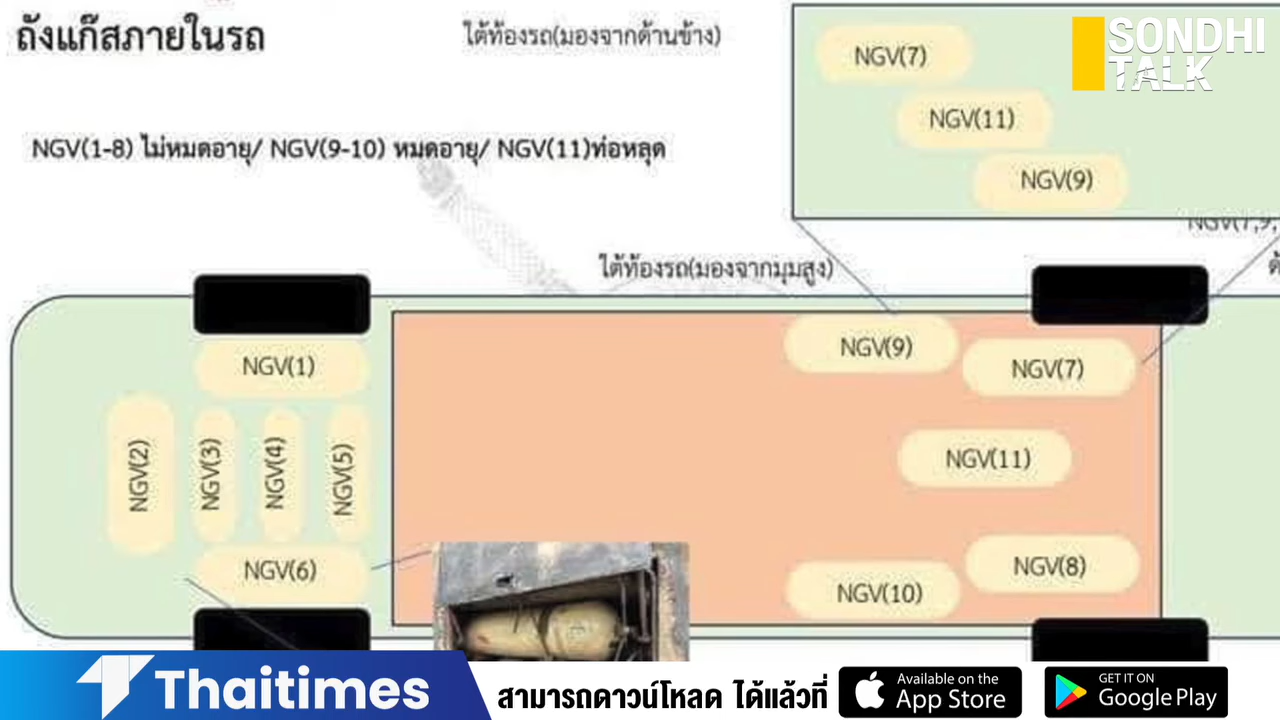 ถังแก๊สภายในรถ
ใต้ท้องรถ(มองจากด้านข้าง)
SONDHI
TALK
NGV(7)
NGV(11)
NGV(9)
NGV(1-8) ไม่หมดอายุ/ NGV(9-10) หมดอายุ/ NGV(11)ท่อหลุด
ใต้ท้องรถ(มองจากมุมสูง)
NGV(1)
NGV(2)
NGV(3)
NGV(4)
NGV(5)
NGV(6)
NGV(9)
NGV(7)
NGV(11)
NGV(8)
NGV(10)
Thaitimes
สามารถดาวน์โหลด ได้แล้วที่
Available on the
App Store
GET IT ON
Google Play